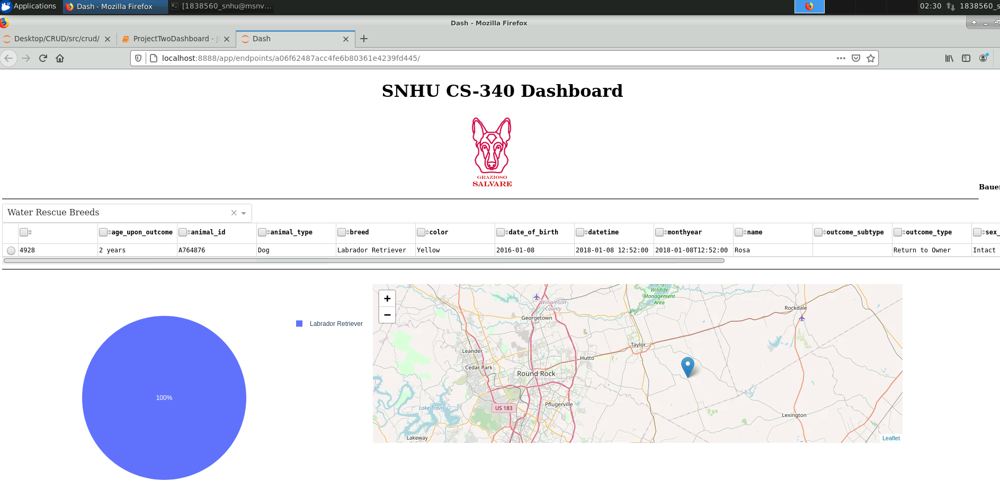 Applications
Dash - Mozilla Firefox
[1838560_snhu@msnv...
02:30
1838560_s
Dash - Mozilla Firefox
Desktop/CRUD/src/crud/
ProjectTwoDashboard - J
Dash
localhost:8888/app/endpoints/a06f62487acc4fe6b80361e4239fd445/
SNHU CS-340 Dashboard
GRAZIOSO
SALVARE
Bauer
Water Rescue Breeds
age_upon_outcome animal_id animal_type breed color date_of_birth datetime monthyear name outcome_subtype outcome_type sex_
4928 2 years A764876 Dog Labrador Retriever Yellow 2016-01-08 2018-01-08 12:52:00 2018-01-08T12:52:00 Rosa Return to Owner Intact
100%
Labrador Retriever
+
−
Granger
Wildlife
Management
Area
Williamson
County
Rockdale
Georgetown
Taylor
Leander
Hutto
Cedar Park
Round Rock
Pflugerville
US 183
Lake Travis
Lexington
Lakeway
Leaflet